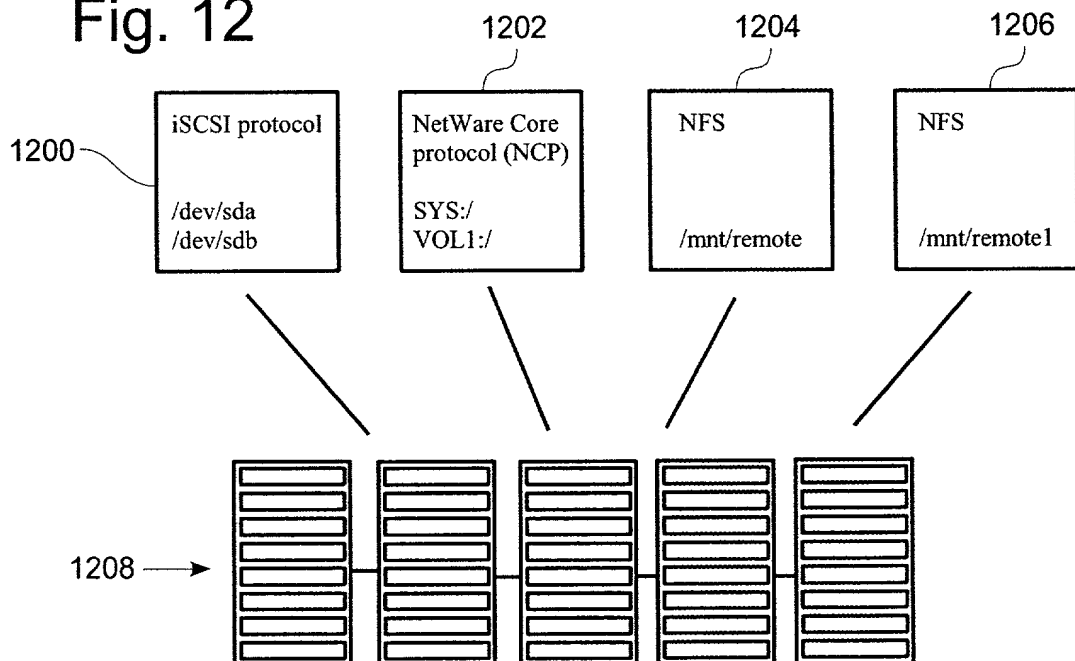 Fig. 12
1202
1204
1206
1200
iSCSI protocol
/dev/sda
/dev/sdb
NetWare Core
protocol (NCP)
SYS:/
VOL1:/
NFS
/mnt/remote
NFS
/mnt/remote1
1208